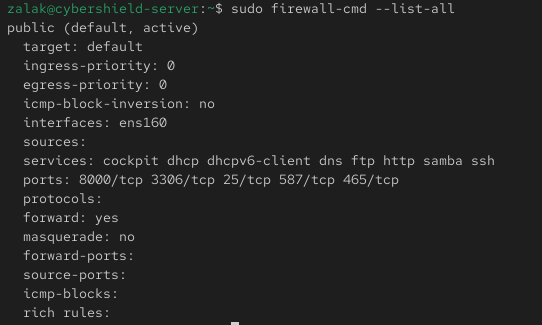 zalak@cybershield-server:~$ sudo firewall-cmd --list-all
public (default, active)
  target: default
  ingress-priority: 0
  egress-priority: 0
  icmp-block-inversion: no
  interfaces: ens160
  sources:
  services: cockpit dhcp dhcpv6-client dns ftp http samba ssh
  ports: 8000/tcp 3306/tcp 25/tcp 587/tcp 465/tcp
  protocols:
  forward: yes
  masquerade: no
  forward-ports:
  source-ports:
  icmp-blocks:
  rich rules: